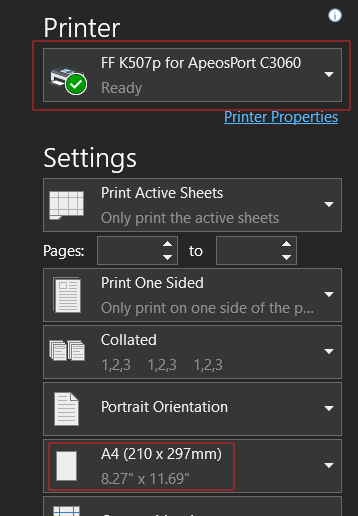 Printer
FF K507p for ApeosPort C3060
Ready
Printer Properties
Settings
Print Active Sheets
Only print the active sheets
Pages:
to
Print One Sided
Only print on one side of the p...
Collated
1,2,3 1,2,3 1,2,3
Portrait Orientation
A4 (210 x 297mm)
8.27" x 11.69"